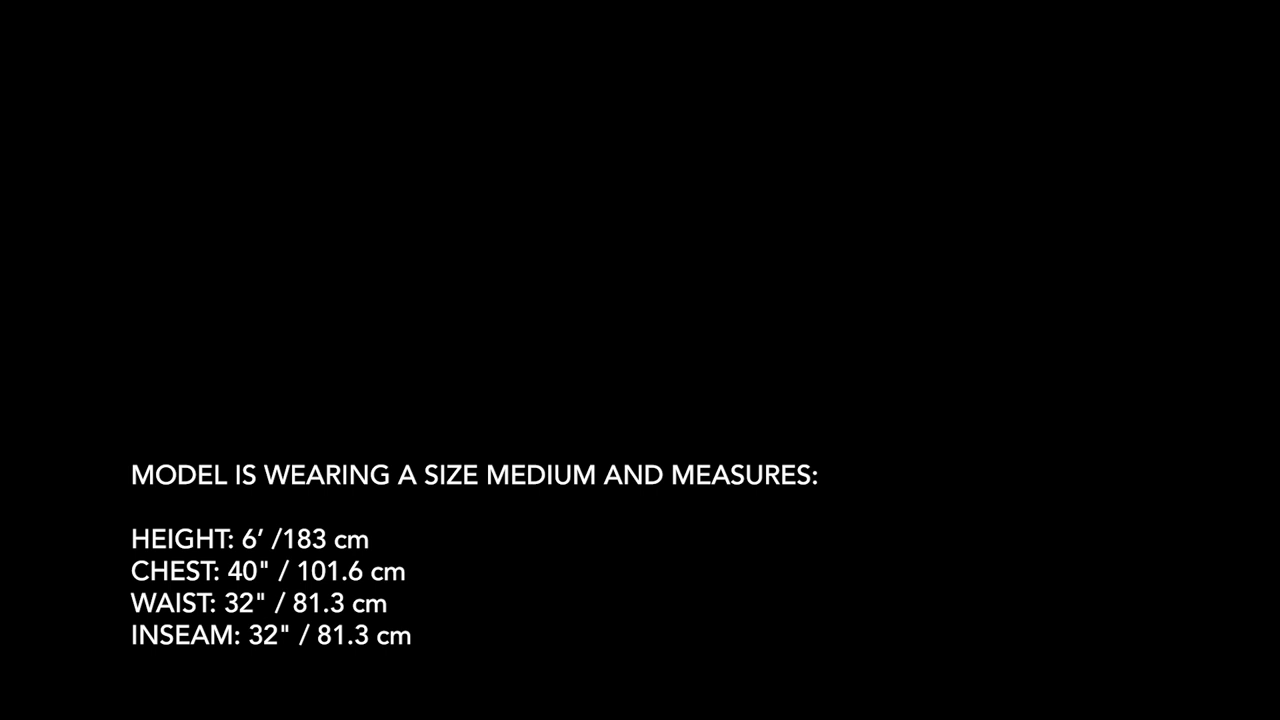 MODEL IS WEARING A SIZE MEDIUM AND MEASURES:
HEIGHT: 6’ /183 cm
CHEST: 40" / 101.6 cm
WAIST: 32" / 81.3 cm
INSEAM: 32" / 81.3 cm